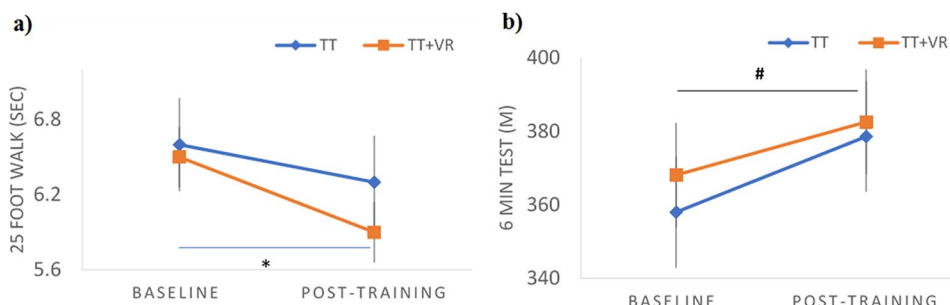 a)
TT TT+VR
25 FOOT WALK (SEC)
6.8
6.2
5.6
*
BASELINE POST-TRAINING
b)
TT TT+VR
6 MIN TEST (M)
400
380
360
340
#
BASELINE POST-TRAINING